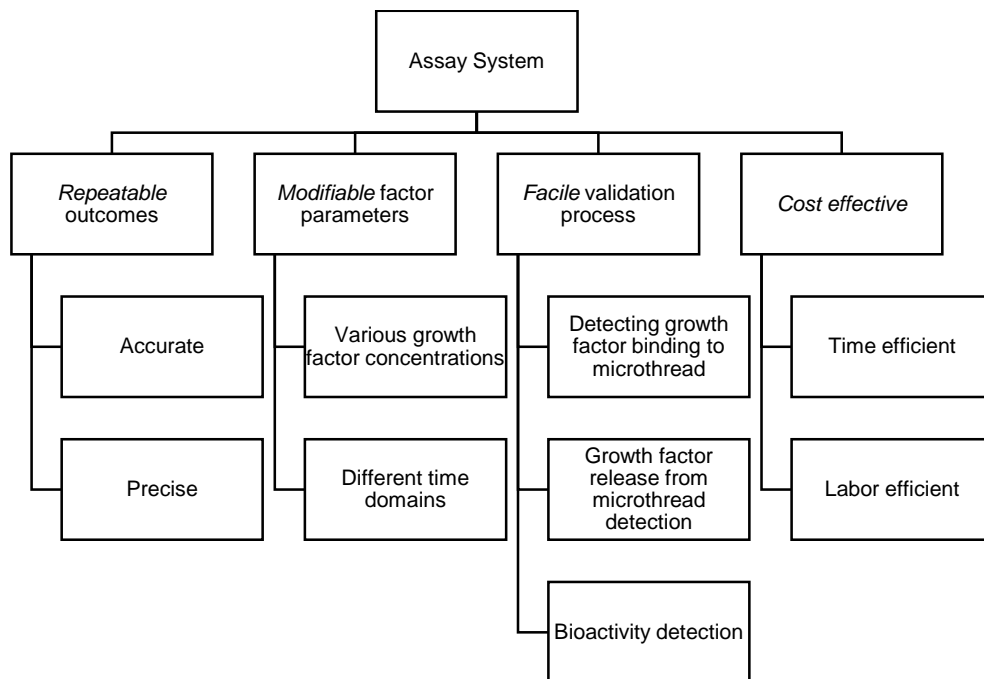 Assay System
Repeatable
outcomes
Modifiable factor
parameters
Facile validation
process
Cost effective
Accurate
Various growth
factor concentrations
Detecting growth
factor binding to
microthread
Time efficient
Precise
Different time
domains
Growth factor
release from
microthread
detection
Labor efficient
Bioactivity detection